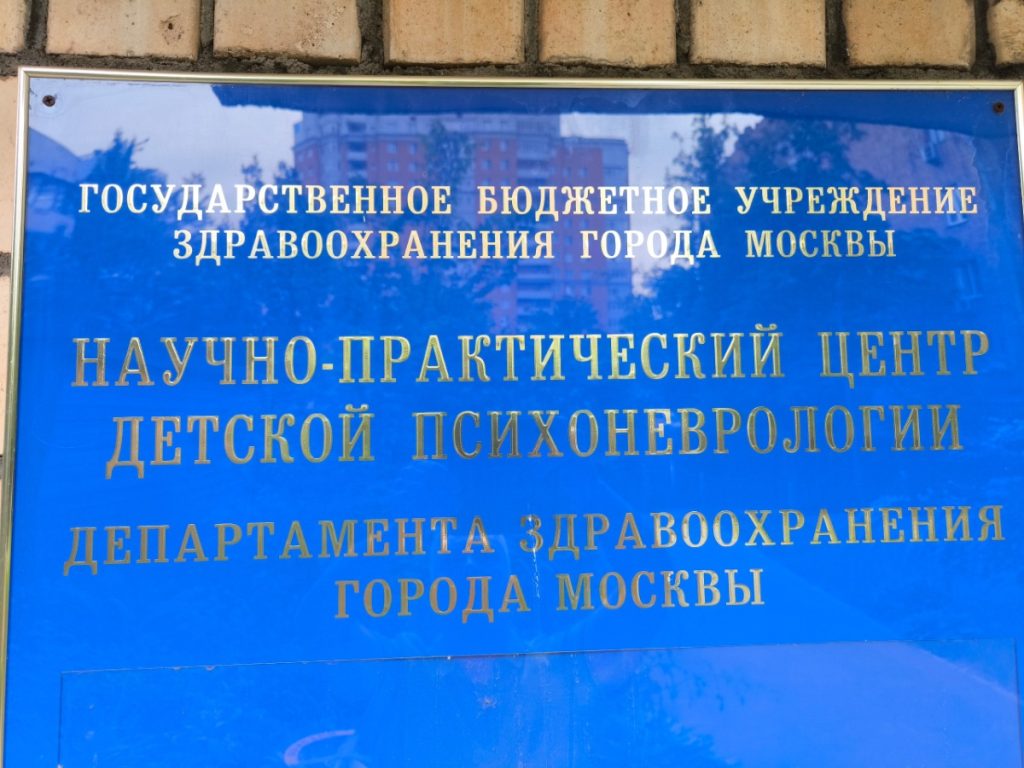 ГОСУДАРСТВЕННОЕ БЮДЖЕТНОЕ УЧРЕЖДЕНИЕ
ЗДРАВООХРАНЕНИЯ ГОРОДА МОСКВЫ
НАУЧНО-ПРАКТИЧЕСКИЙ ЦЕНТР
ДЕТСКОЙ ПСИХОНЕВРОЛОГИИ
ДЕПАРТАМЕНТА ЗДРАВООХРАНЕНИЯ
ГОРОДА МОСКВЫ